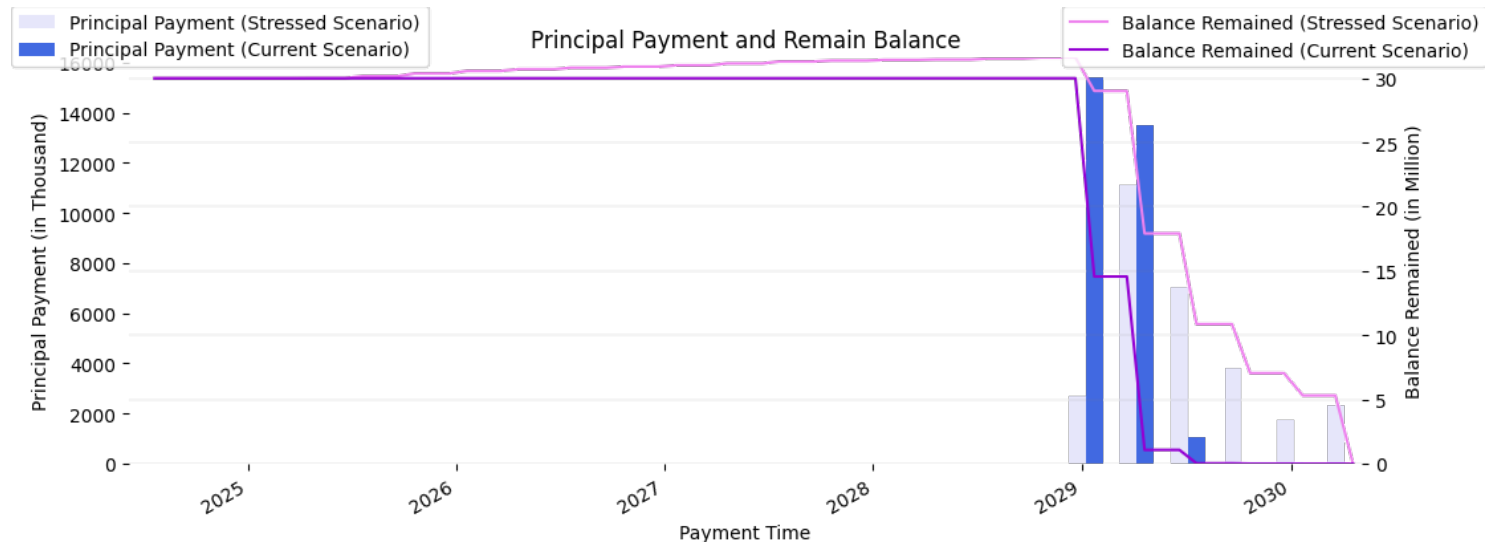 Principal Payment (Stressed Scenario)
Principal Payment (Current Scenario)
Principal Payment and Remain Balance
Balance Remained (Stressed Scenario)
Balance Remained (Current Scenario)
Principal Payment (in Thousand)
16000
14000
12000
10000
8000
6000
4000
2000
0
30
25
20
15
10
5
0
Balance Remained (in Million)
2025
2026
2027
2028
2029
2030
Payment Time